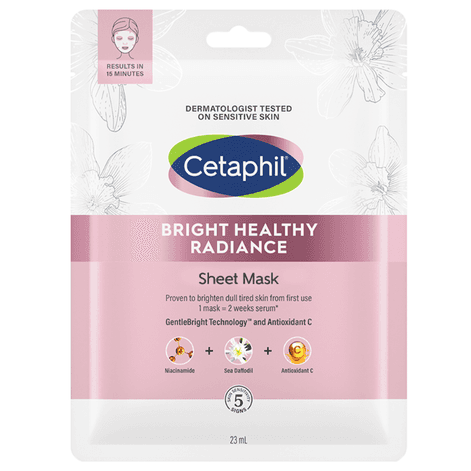 RESULTS IN
15 MINUTES
DERMATOLOGIST TESTED
ON SENSITIVE SKIN
Cetaphil®
BRIGHT HEALTHY
RADIANCE
Sheet Mask
Proven to brighten dull tired skin from first use
1 mask = 2 weeks serum*
GentleBright Technology™ and Antioxidant C
+ +
C
Niacinamide Sea Daffodil Antioxidant C
SKIN SENSITIVITY
5
SIGNS
23 mL